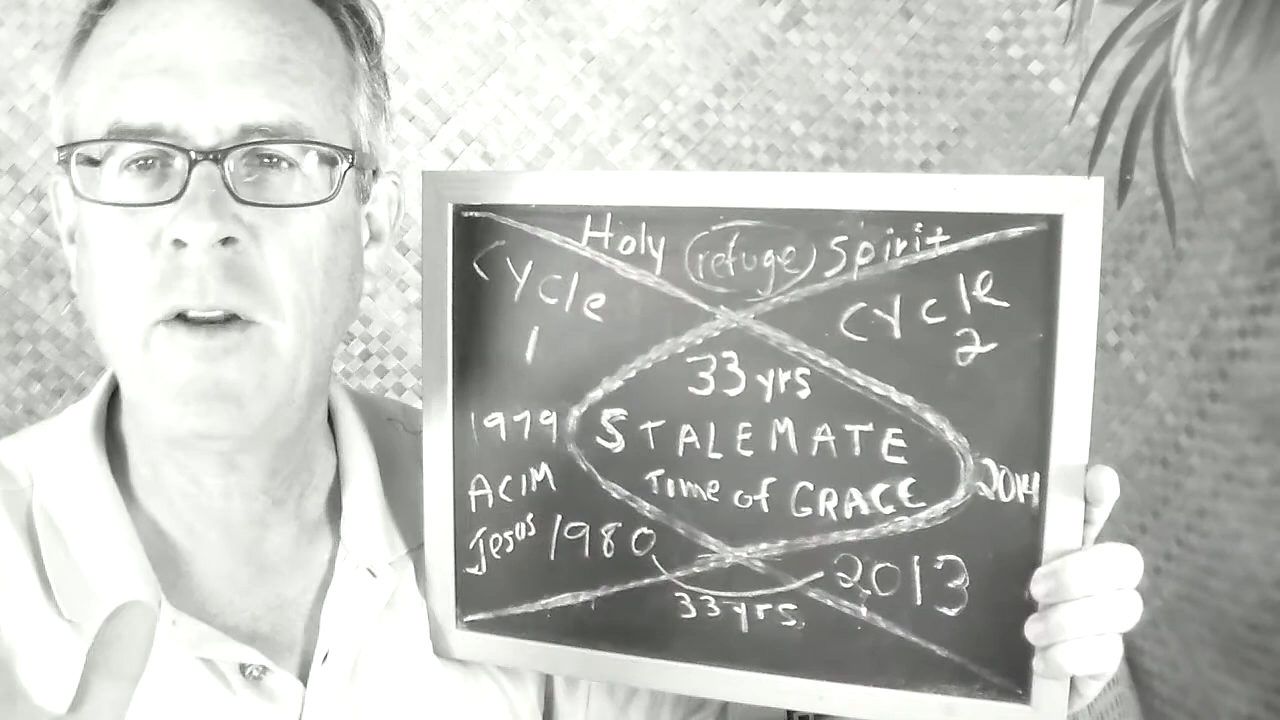 Holy (refuge) Spirit
Cycle 1
Cycle 2
33 yrs
STALEMATE
Time of GRACE
1979
ACIM
Jesus 1980
2014
2013
33 yrs